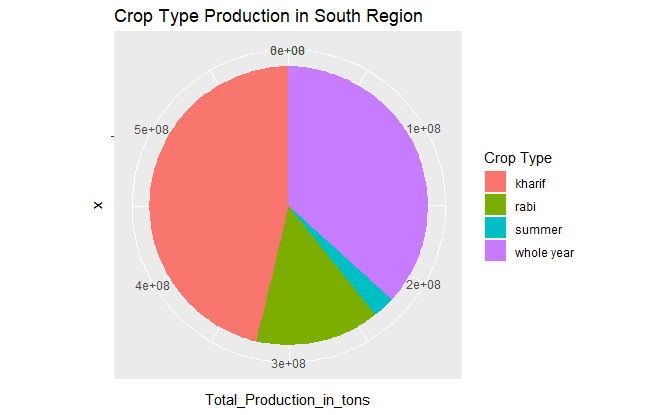 Crop Type Production in South Region
0e+08
5e+08
1e+08
Crop Type
kharif
rabi
x
summer
whole year
4e+08
2e+08
3e+08
Total_Production_in_tons